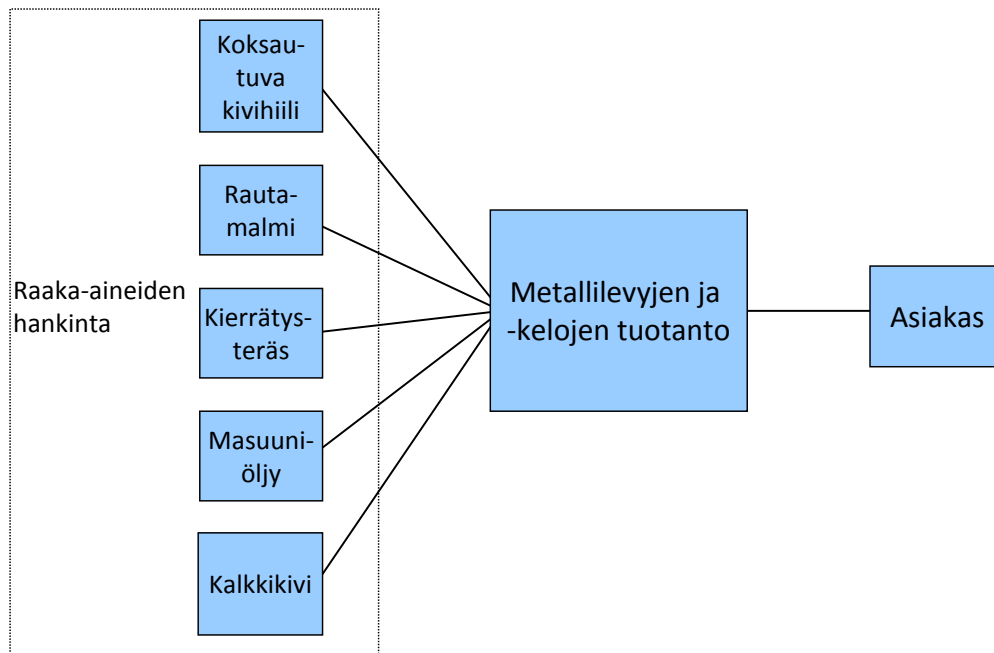 Koksau-
tuva
kivihiili
Rauta-
malmi
Raaka-aineiden
hankinta
Kierrätys-
teräs
Masuuni-
öljy
Kalkkikivi
Metallilevyjen ja
-kelojen tuotanto
Asiakas